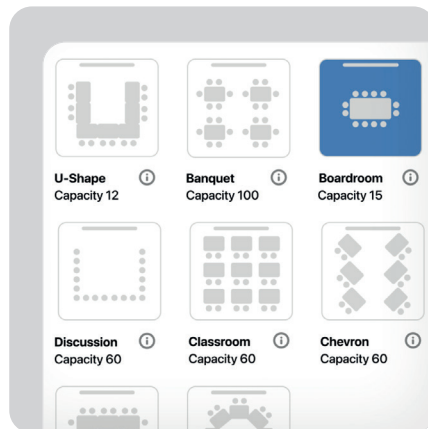 U-Shape
Capacity 12
Banquet
Capacity 100
Boardroom
Capacity 15
Discussion
Capacity 60
Classroom
Capacity 60
Chevron
Capacity 60